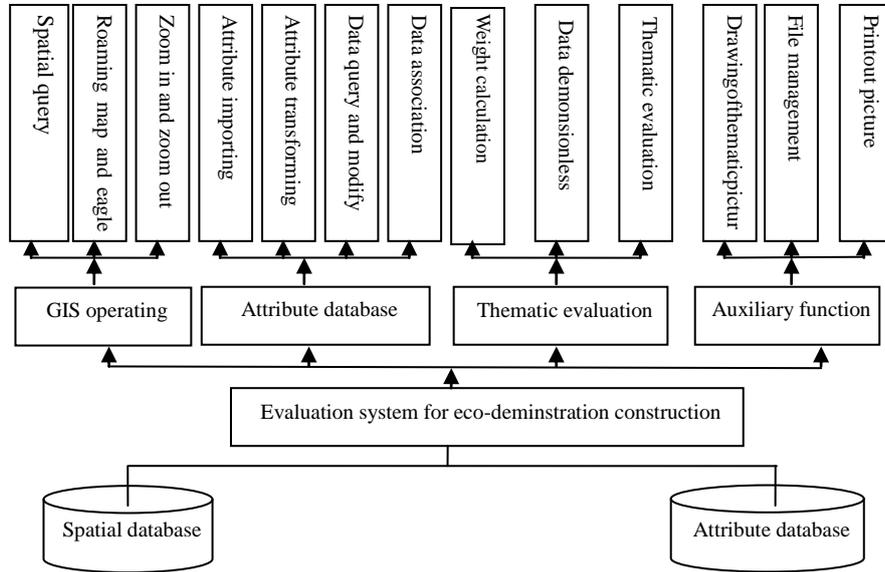 Spatial query
Roaming map and eagle
Zoom in and zoom out
Attribute importing
Attribute transforming
Data query and modify
Data association
Weight calculation
Data demonsionless
Thematic evaluation
Drawingofthematicpictur
File management
Printout picture
GIS operating
Attribute database
Thematic evaluation
Auxiliary function
Evaluation system for eco-deminstration construction
Spatial database
Attribute database